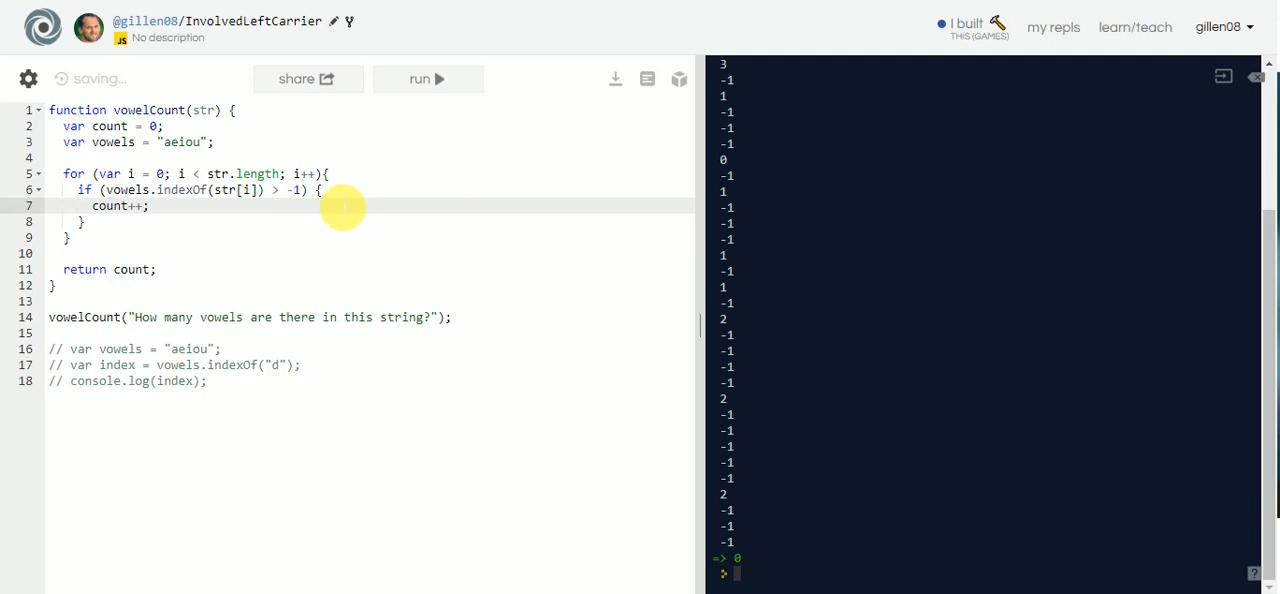 @gillen08/InvolvedLeftCarrier
JS No description
I built
THIS (GAMES)
my repls
learn/teach
gillen08
saving...
share
run
1 function vowelCount(str) {
2 var count = 0;
3 var vowels = "aeiou";
4
5 for (var i = 0; i < str.length; i++){
6 if (vowels.indexOf(str[i]) > -1) {
7 count++;
8 }
9 }
10
11 return count;
12 }
13
14 vowelCount("How many vowels are there in this string?");
15
16 // var vowels = "aeiou";
17 // var index = vowels.indexOf("d");
18 // console.log(index);
3
-1
1
-1
-1
-1
0
-1
1
-1
-1
-1
1
-1
1
-1
2
-1
-1
-1
-1
2
-1
-1
-1
-1
-1
2
-1
-1
-1
=> 0
?